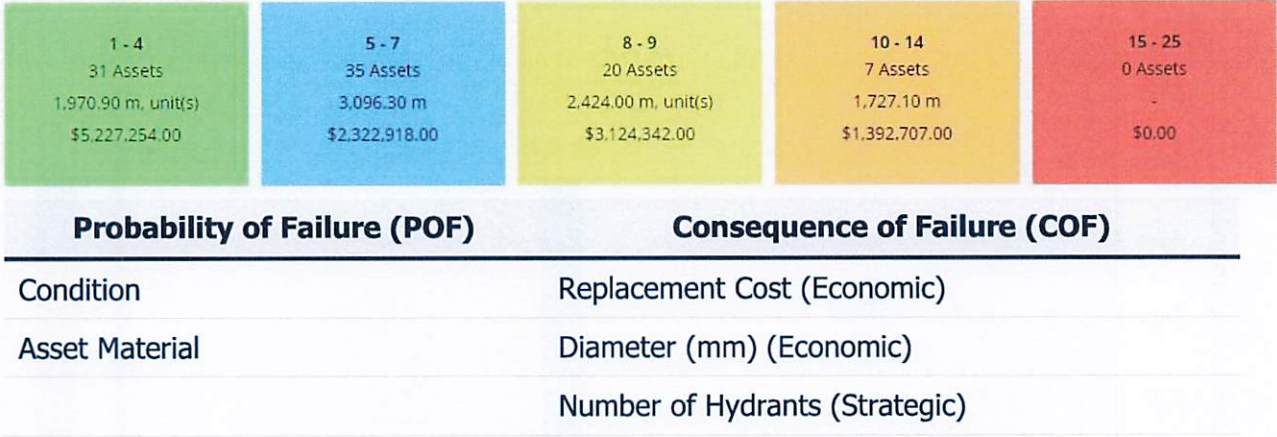 1 - 4
31 Assets
1,970.90 m, unit(s)
$5,227,254.00
5 - 7
35 Assets
3,096.30 m
$2,322,918.00
8 - 9
20 Assets
2,424.00 m, unit(s)
$3,124,342.00
10 - 14
7 Assets
1,727.10 m
$1,392,707.00
15 - 25
0 Assets
-
$0.00
Probability of Failure (POF) Consequence of Failure (COF)
Condition Replacement Cost (Economic)
Asset Material Diameter (mm) (Economic)
Number of Hydrants (Strategic)